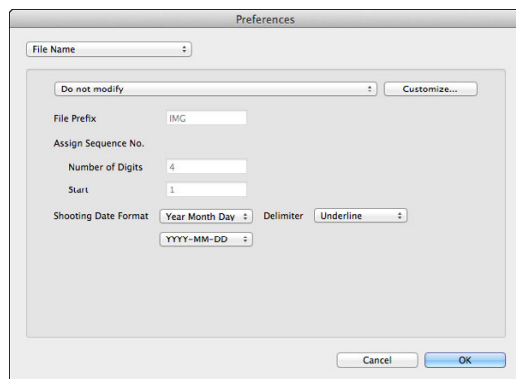 Preferences
File Name
Do not modify Customize...
File Prefix IMG
Assign Sequence No.
Number of Digits 4
Start 1
Shooting Date Format Year Month Day Delimiter Underline
YYYY-MM-DD
Cancel OK